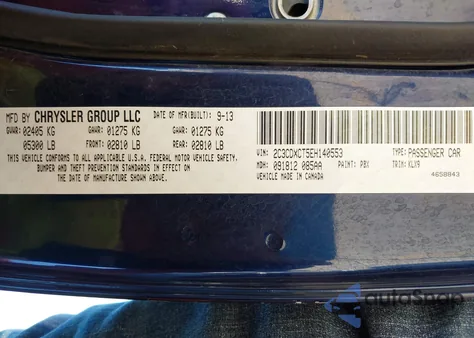 MFD BY CHRYSLER GROUP LLC DATE OF MFR(BUILT): 9-13
GVWR: 02405 KG GAWR: 01275 KG GAWR: 01275 KG
05300 LB FRONT: 02810 LB REAR: 02810 LB
THIS VEHICLE CONFORMS TO ALL APPLICABLE U.S.A. FEDERAL MOTOR VEHICLE SAFETY,
BUMPER AND THEFT PREVENTION STANDARDS IN EFFECT ON
THE DATE OF MANUFACTURE SHOWN ABOVE.
VIN: 2C3CDXCT5EH140553 TYPE: PASSENGER CAR
MDH: 091812 085AA PAINT: PBX TRIM: KLX9
VEHICLE MADE IN CANADA 4658843
autoSnap